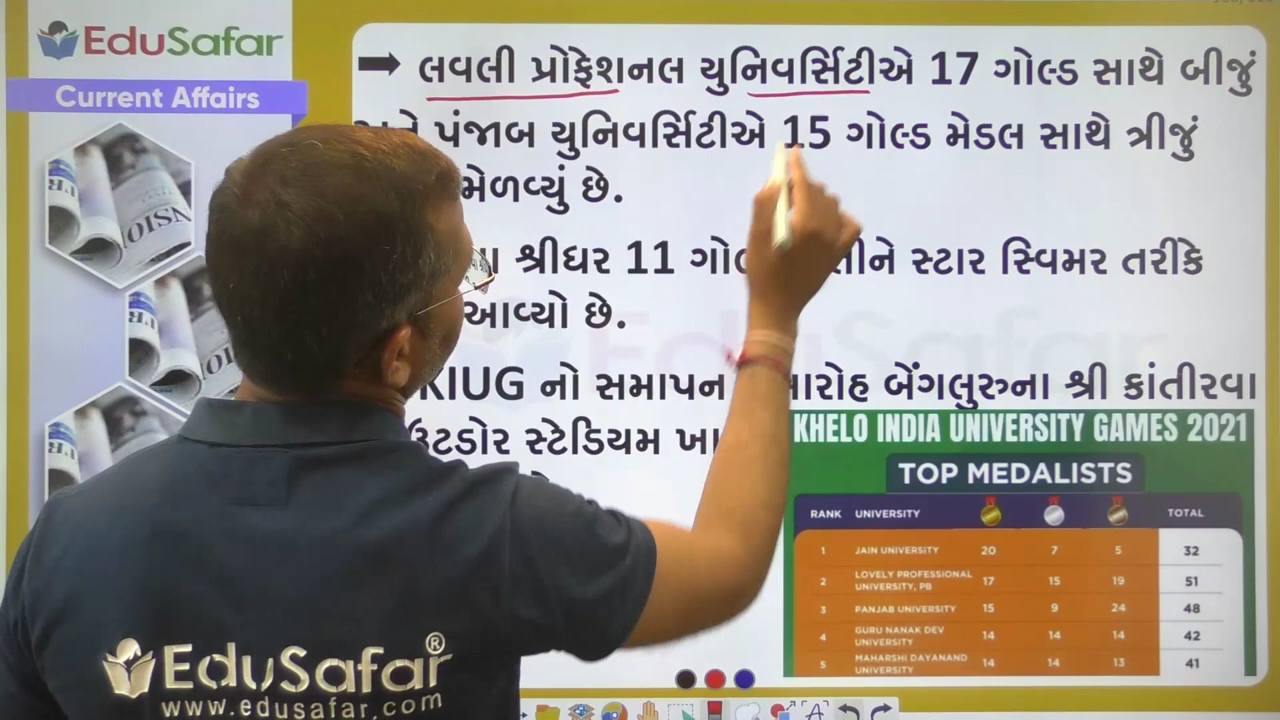 EduSafar
Current Affairs
➡ લવલી પ્રોફેશનલ યુનિવર્સિટીએ 17 ગોલ્ડ સાથે બીજું
પંજાબ યુનિવર્સિટીએ 15 ગોલ્ડ મેડલ સાથે ત્રીજું
મેળવ્યું છે.
શ્રીધર 11 સ્ટાર સ્વિમર તરીકે
આવ્યો છે.
KIUG નો સમાપન બેંગલુરુના શ્રી કાંતીરવા
સ્ટેડિયમ
KHELO INDIA UNIVERSITY GAMES 2021
TOP MEDALISTS
RANK UNIVERSITY TOTAL
1 JAIN UNIVERSITY 20 7 5 32
2 LOVELY PROFESSIONAL UNIVERSITY, PB 17 15 19 51
3 PANJAB UNIVERSITY 15 9 24 48
4 GURU NANAK DEV UNIVERSITY 14 14 14 42
5 MAHARSHI DAYANAND UNIVERSITY 14 14 13 41
EduSafar®
www.edusafar.com